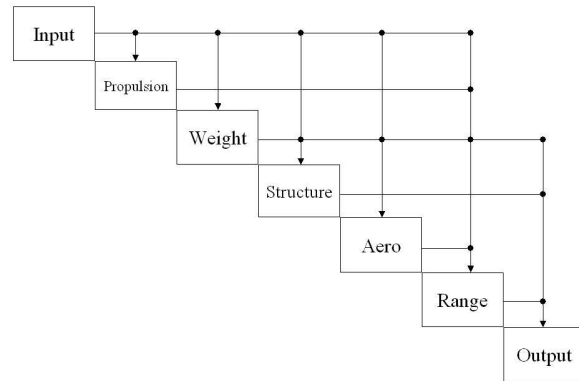 Input
Propulsion
Weight
Structure
Aero
Range
Output